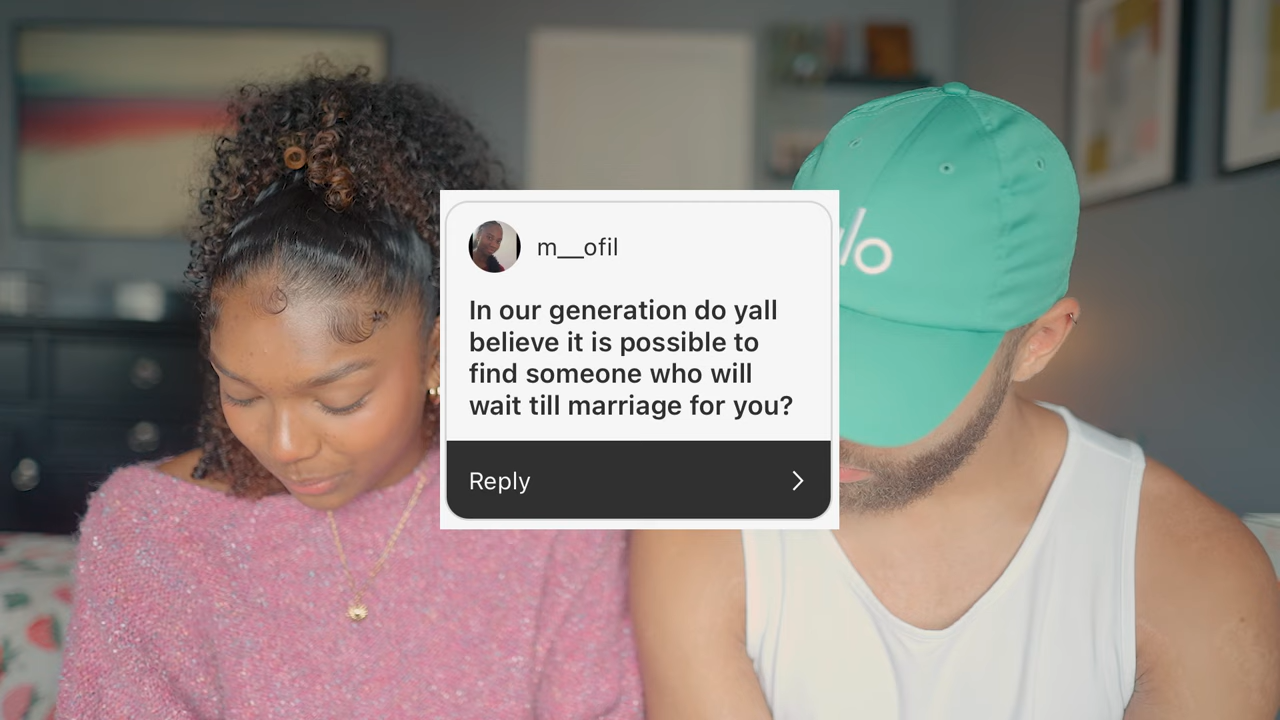 m__ofil
In our generation do yall
believe it is possible to
find someone who will
wait till marriage for you?
Reply
lo